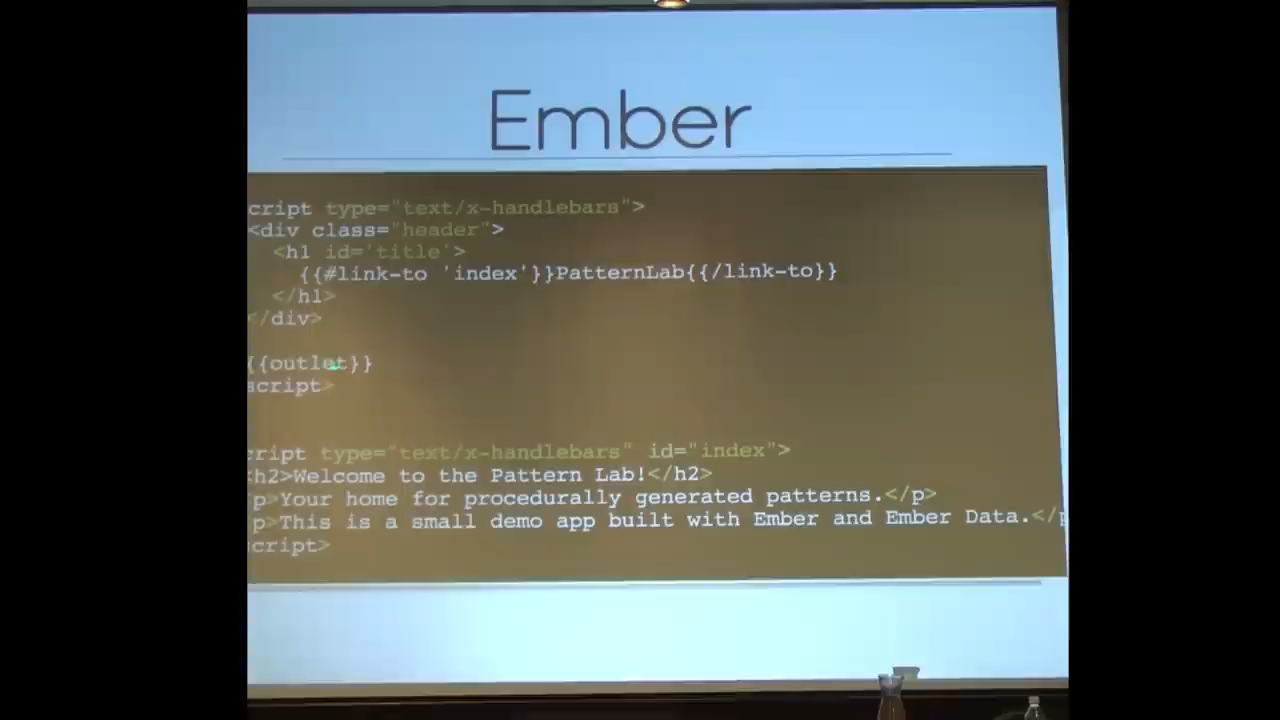 Ember
cript type="text/x-handlebars">
<div class="header">
<h1 id='title'>
{{#link-to 'index'}}PatternLab{{/link-to}}
</h1>
</div>
{{outlet}}
script>
cript type="text/x-handlebars" id="index">
h2>Welcome to the Pattern Lab!</h2>
p>Your home for procedurally generated patterns.</p>
p>This is a small demo app built with Ember and Ember Data.</p
cript>